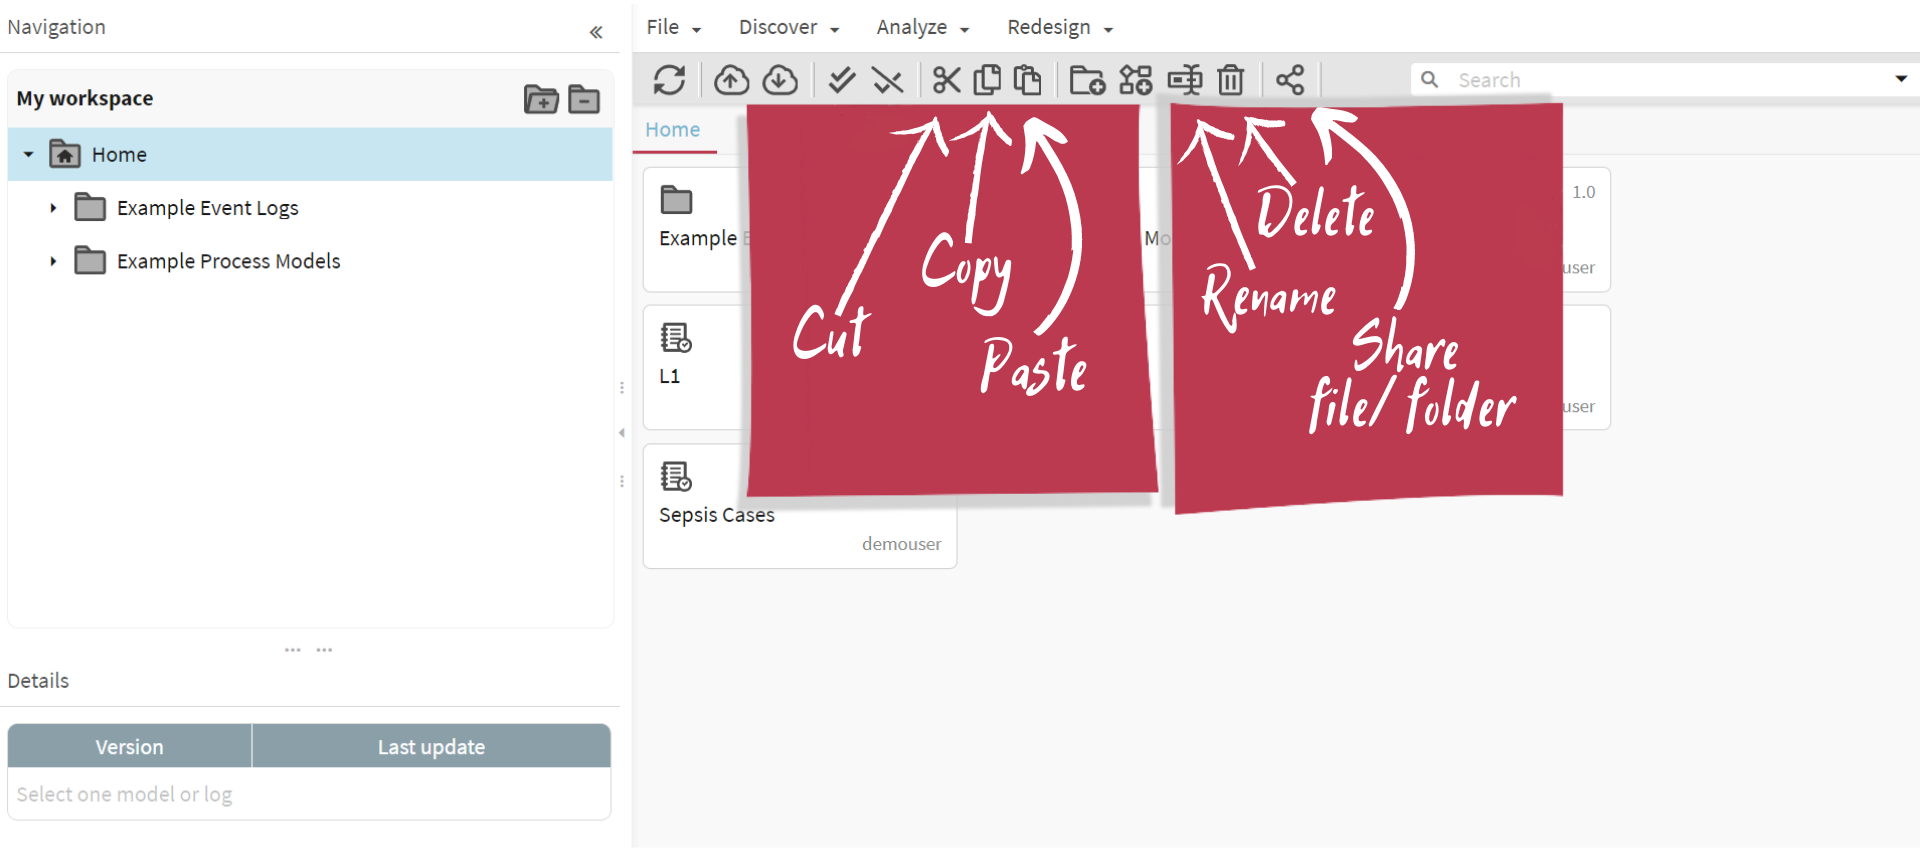 Navigation
My workspace
Home
Example Event Logs
Example Process Models
Details
Version Last update
Select one model or log
File Discover Analyze Redesign
Search
Home
Example
1.0
user
L1
user
Sepsis Cases
demouser
Cut
Copy
Paste
Delete
Rename
Share
file/ folder